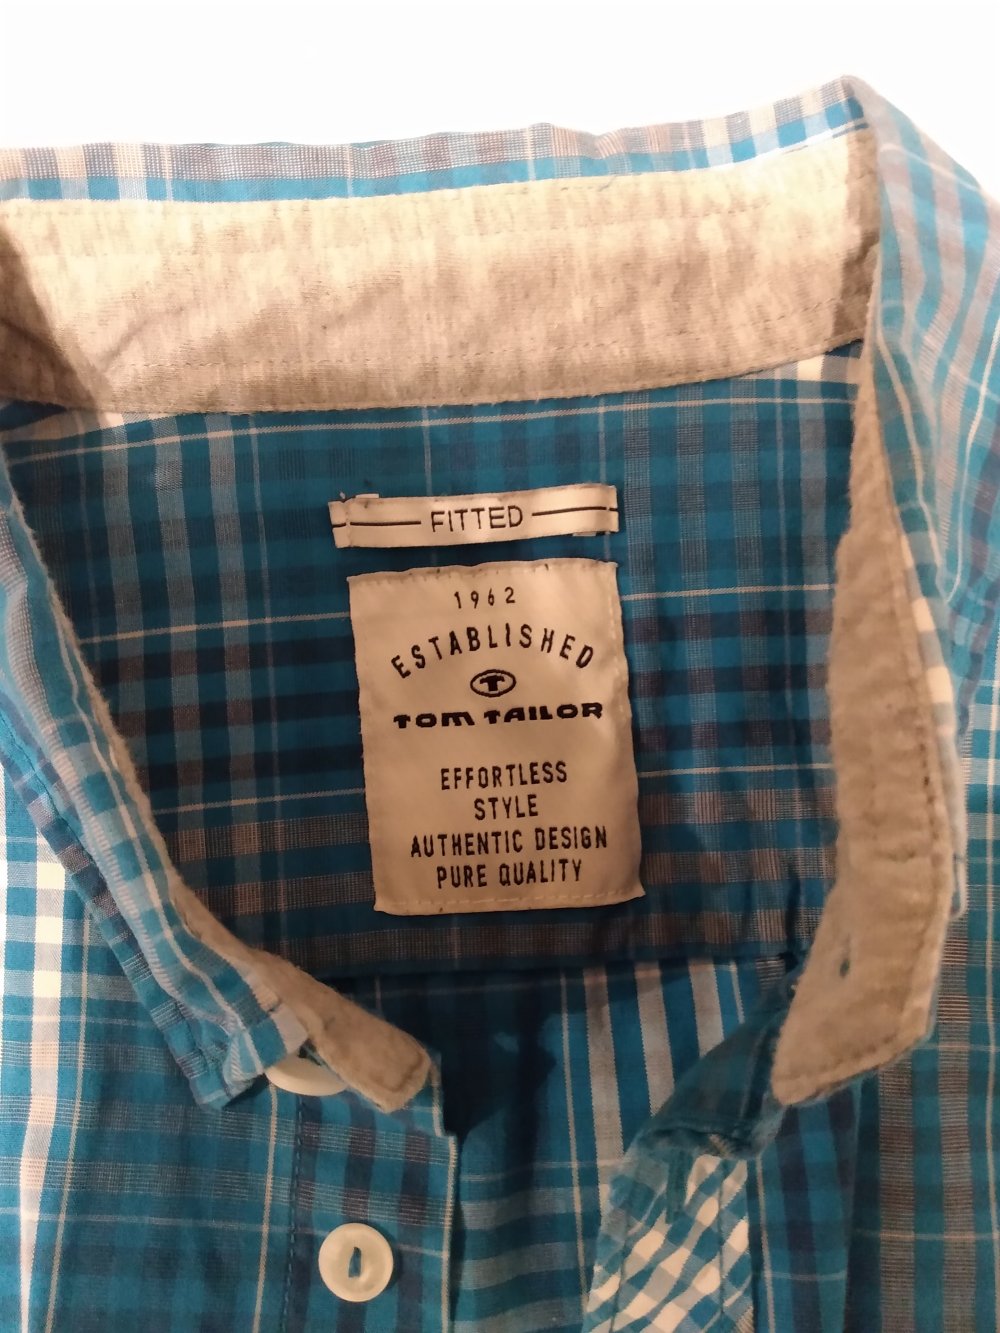 FITTED
1962
ESTABLISHED
T
TOM TAILOR
EFFORTLESS
STYLE
AUTHENTIC DESIGN
PURE QUALITY